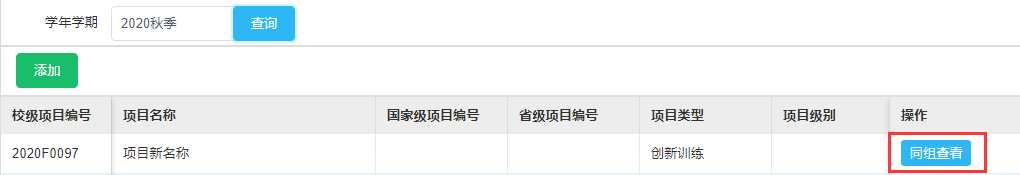 学年学期 2020秋季 查询
添加
校级项目编号 项目名称 国家级项目编号 省级项目编号 项目类型 项目级别 操作
2020F0097 项目新名称 创新训练 同组查看